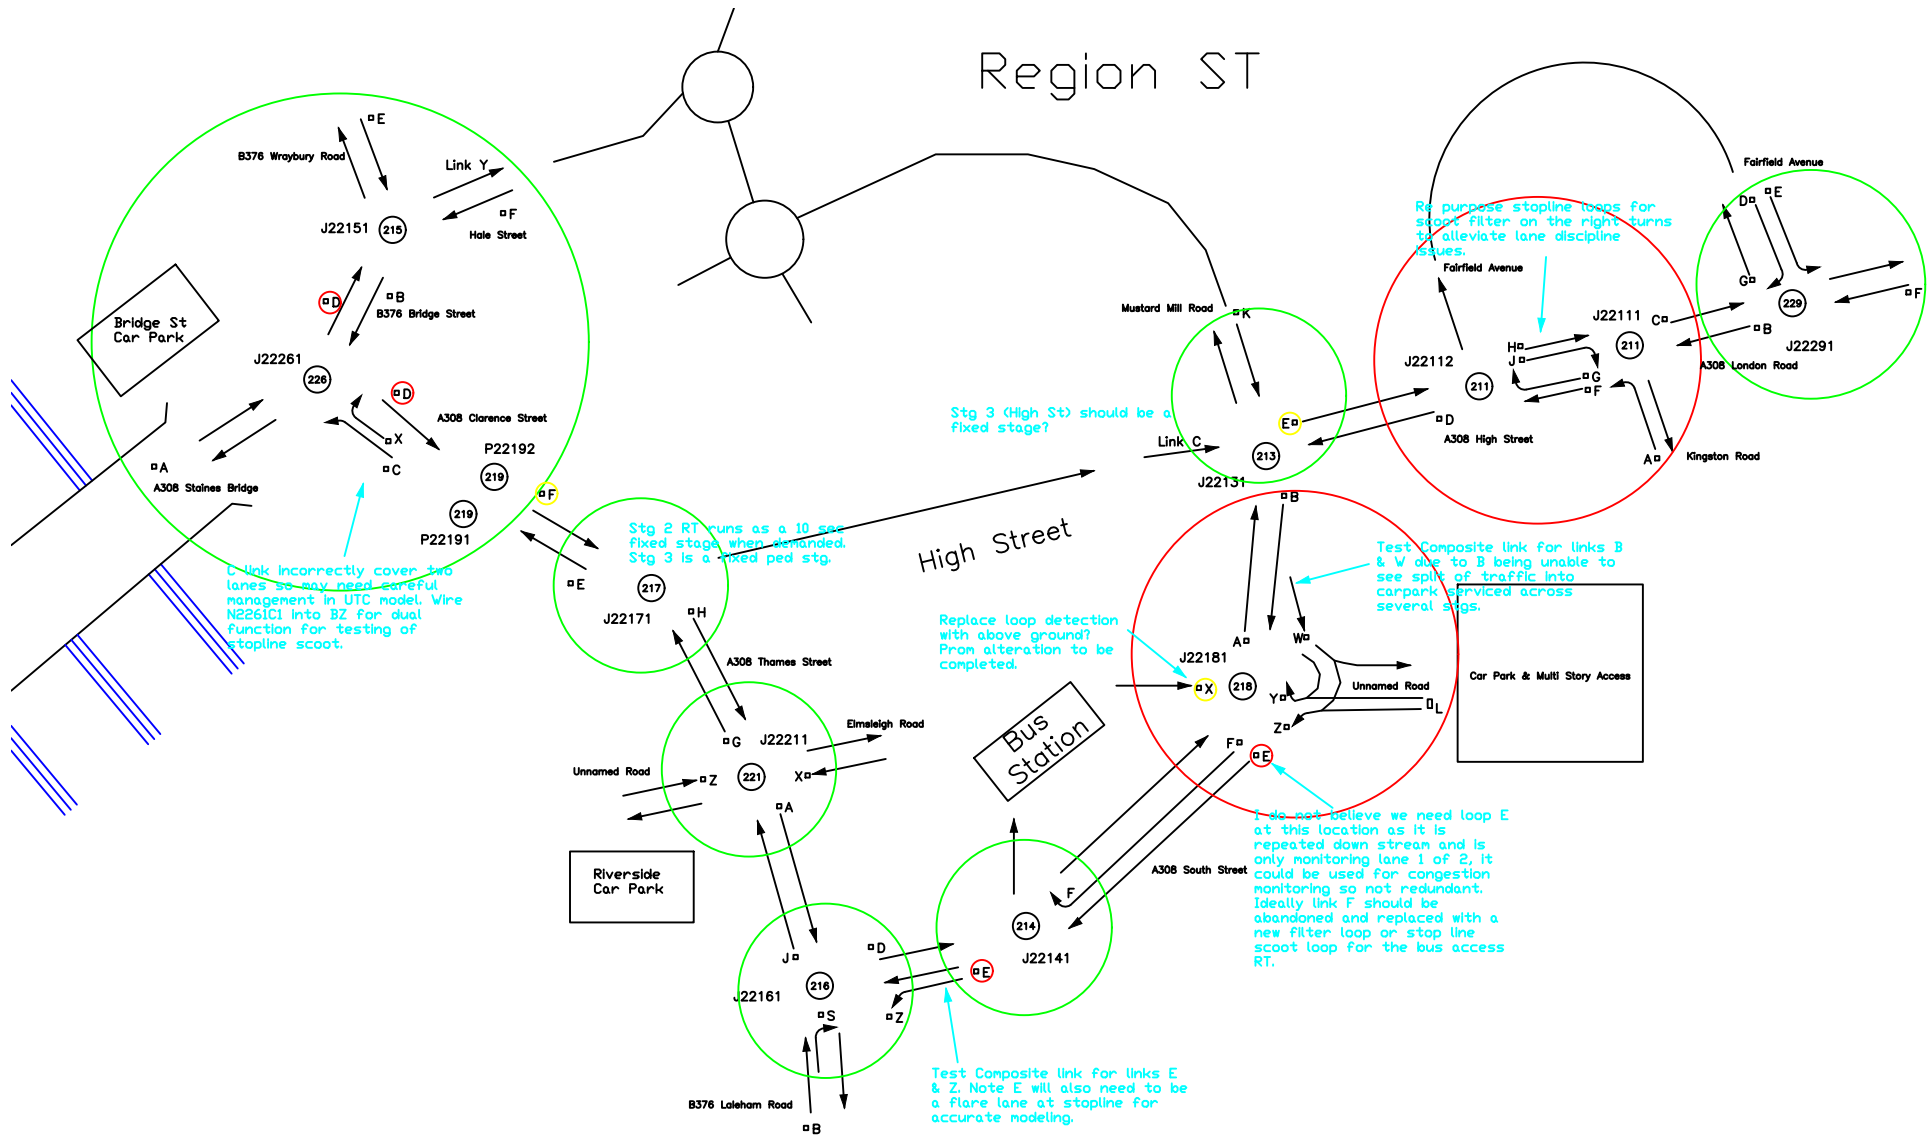 Region ST
E
B376 Wraybury Road
Link Y
F
Hale Street
J22151
215
D
B
B376 Bridge Street
Bridge St
Car Park
J22261
226
D
A308 Clarence Street
X
C
A
A308 Staines Bridge
P22192
219
219
P22191
F
C link incorrectly cover two
lanes so may need careful
management in UTC model. Wire
N2261C1 into BZ for dual
function for testing of
stopline scoot.
Stg 2 RT runs as a 10 sec
fixed stage when demanded.
Stg 3 is a fixed ped stg.
E
217
J22171
H
A308 Thames Street
High Street
G
J22211
Elmsleigh Road
Unnamed Road
Z
221
X
A
Riverside
Car Park
J
D
216
J22161
S
Z
B376 Laleham Road
B
E
214
J22141
F
Test Composite link for links E
& Z. Note E will also need to be
a flare lane at stopline for
accurate modeling.
Bus
Station
A308 South Street
Mustard Mill Road
K
Stg 3 (High St) should be a
fixed stage?
Link C
E
213
J22131
D
A308 High Street
B
Test Composite link for links B
& W due to B being unable to
see split of traffic into
carpark serviced across
several stgs.
Replace loop detection
with above ground?
Prom alteration to be
completed.
A
W
J22181
X
218
Y
Unnamed Road
L
Z
F
E
Car Park & Multi Story Access
I do not believe we need loop E
at this location as it is
repeated down stream and is
only monitoring lane 1 of 2, it
could be used for congestion
monitoring so not redundant.
Ideally link F should be
abandoned and replaced with a
new filter loop or stop line
scoot loop for the bus access
RT.
Re purpose stopline loops for
scoot filter on the right turns
to alleviate lane discipline
issues.
Fairfield Avenue
J22112
211
H
J
J22111
211
G
F
A
Kingston Road
C
Fairfield Avenue
D
E
G
F
229
B
J22291
A308 London Road